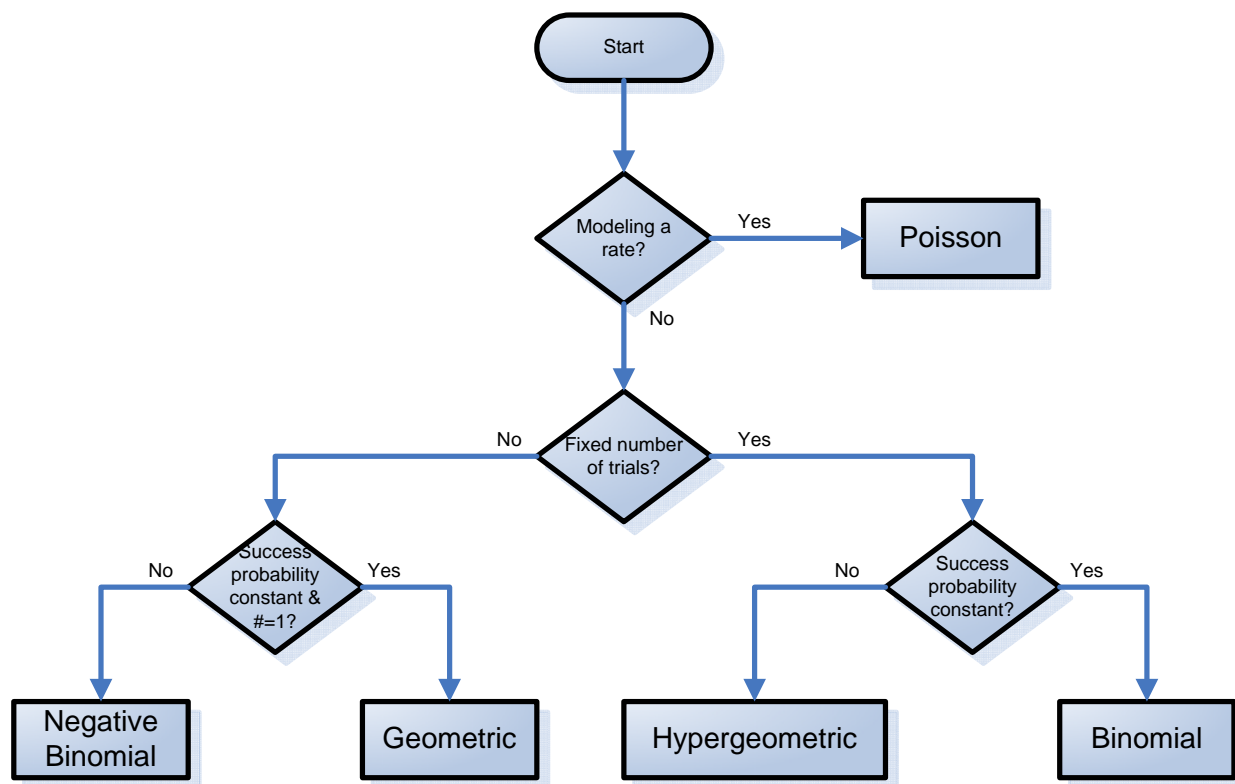 Start
Modeling a
rate?
Yes
Poisson
No
Fixed number
of trials?
No
Yes
Success
probability
constant &
#=1?
No
Yes
Success
probability
constant?
No
Yes
Negative
Binomial
Geometric
Hypergeometric
Binomial